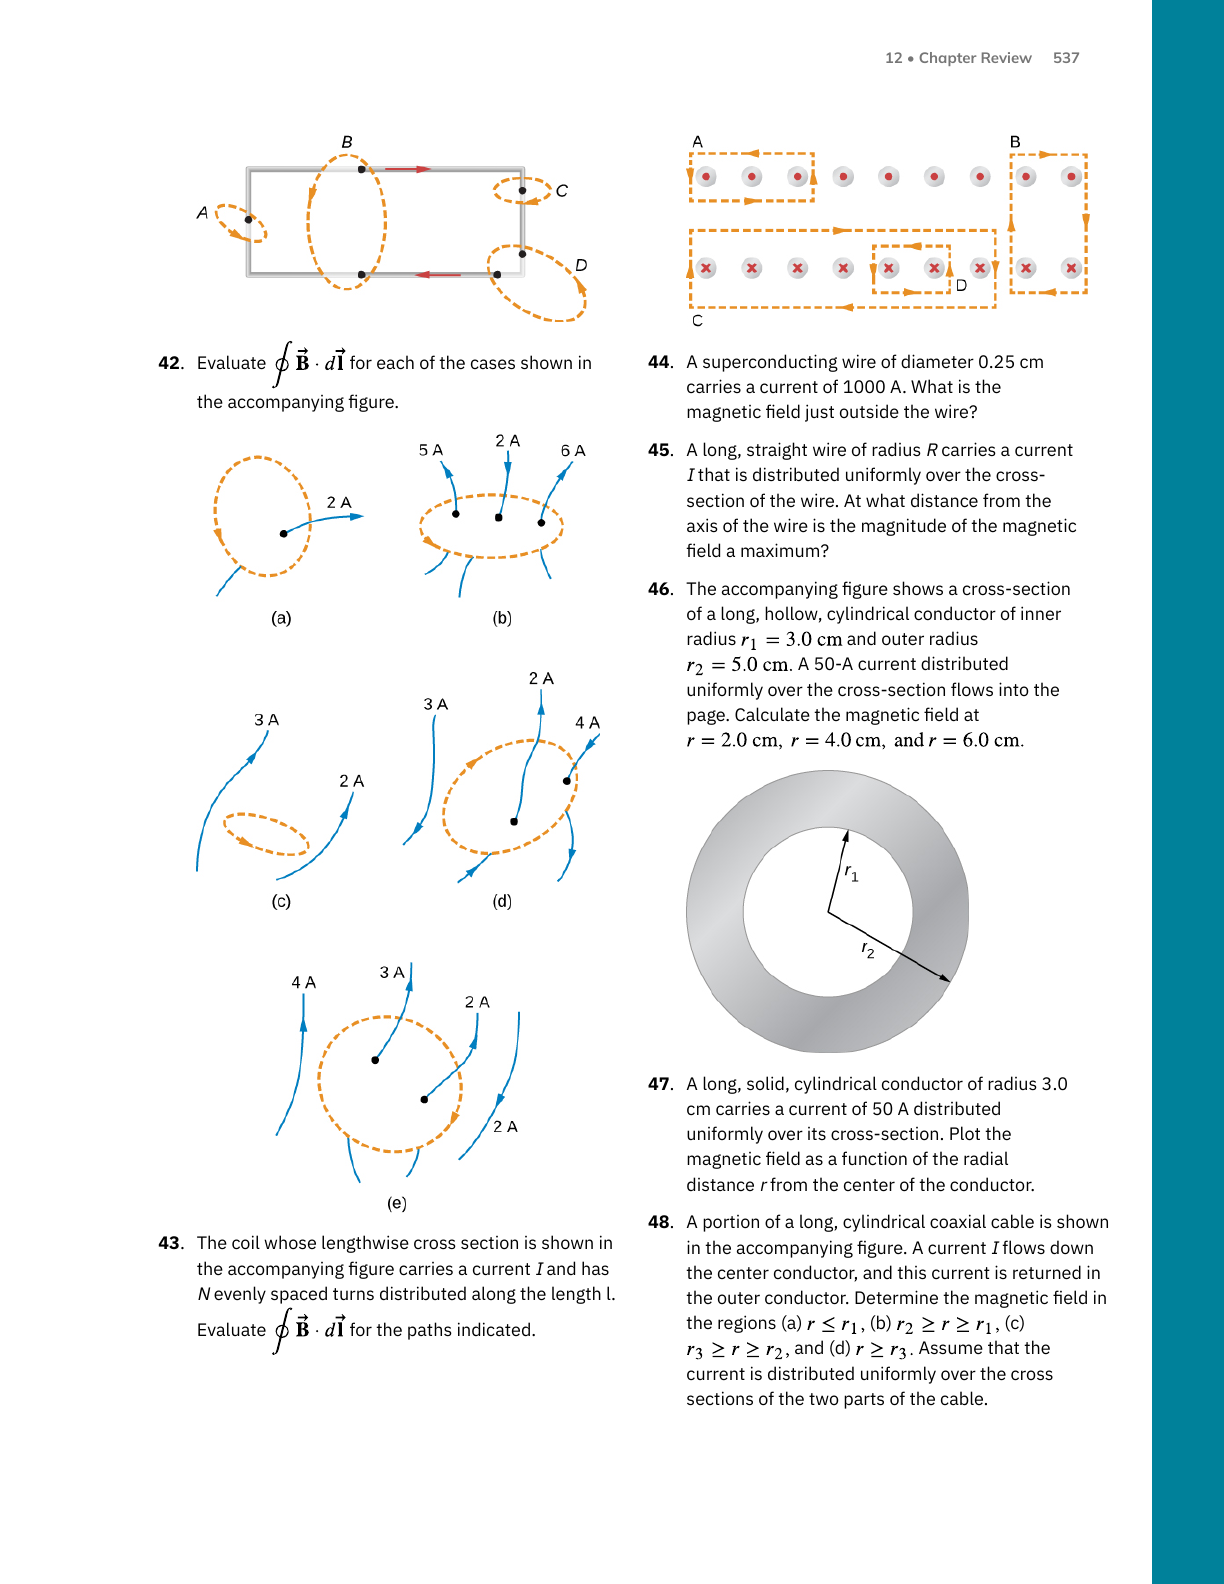 12 • Chapter Review 537
B
A
C
D
42. Evaluate ∮ B⃗ · dl⃗ for each of the cases shown in
the accompanying figure.
2 A
(a)
5 A
2 A
6 A
(b)
3 A
2 A
(c)
3 A
2 A
4 A
(d)
4 A
3 A
2 A
2 A
(e)
43. The coil whose lengthwise cross section is shown in
the accompanying figure carries a current I and has
N evenly spaced turns distributed along the length l.
Evaluate ∮ B⃗ · dl⃗ for the paths indicated.
A
B
D
C
44. A superconducting wire of diameter 0.25 cm
carries a current of 1000 A. What is the
magnetic field just outside the wire?
45. A long, straight wire of radius R carries a current
I that is distributed uniformly over the cross-
section of the wire. At what distance from the
axis of the wire is the magnitude of the magnetic
field a maximum?
46. The accompanying figure shows a cross-section
of a long, hollow, cylindrical conductor of inner
radius r₁ = 3.0 cm and outer radius
r₂ = 5.0 cm. A 50-A current distributed
uniformly over the cross-section flows into the
page. Calculate the magnetic field at
r = 2.0 cm, r = 4.0 cm, and r = 6.0 cm.
r₁
r₂
47. A long, solid, cylindrical conductor of radius 3.0
cm carries a current of 50 A distributed
uniformly over its cross-section. Plot the
magnetic field as a function of the radial
distance r from the center of the conductor.
48. A portion of a long, cylindrical coaxial cable is shown
in the accompanying figure. A current I flows down
the center conductor, and this current is returned in
the outer conductor. Determine the magnetic field in
the regions (a) r ≤ r₁, (b) r₂ ≥ r ≥ r₁, (c)
r₃ ≥ r ≥ r₂, and (d) r ≥ r₃. Assume that the
current is distributed uniformly over the cross
sections of the two parts of the cable.